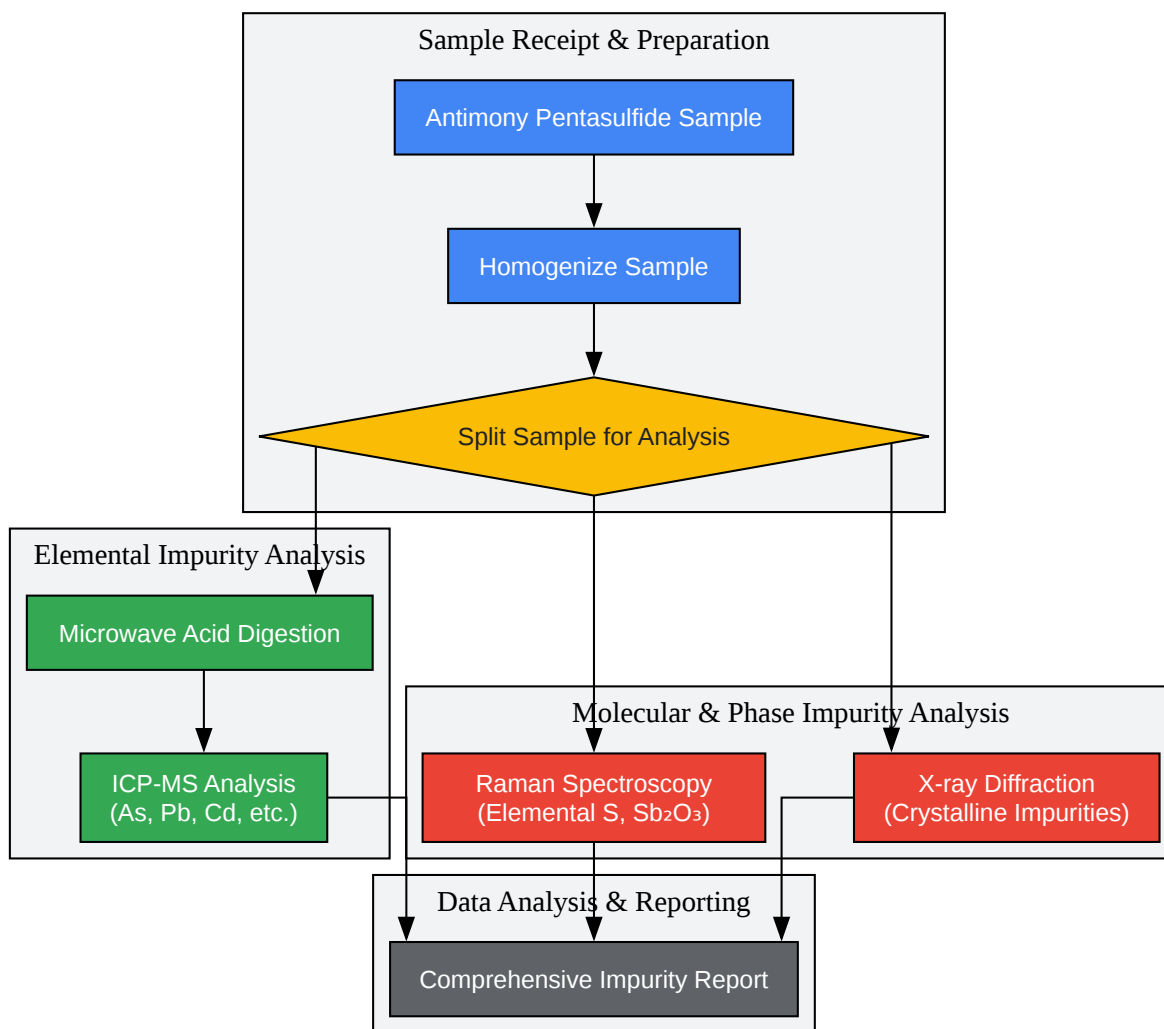 Sample Receipt & Preparation
Antimony Pentasulfide Sample
Homogenize Sample
Split Sample for Analysis
Elemental Impurity Analysis
Microwave Acid Digestion
ICP-MS Analysis
(As, Pb, Cd, etc.)
Molecular & Phase Impurity Analysis
Raman Spectroscopy
(Elemental S, Sb₂O₃)
X-ray Diffraction
(Crystalline Impurities)
Data Analysis & Reporting
Comprehensive Impurity Report